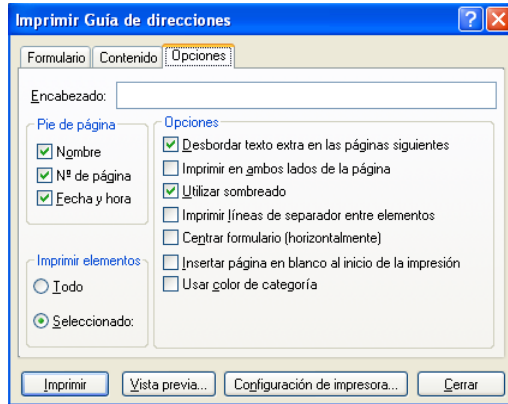 Imprimir Guía de direcciones
Formulario Contenido Opciones
Encabezado:
Pie de página
Nombre
Nº de página
Fecha y hora
Imprimir elementos
Todo
Seleccionado:
Opciones
Desbordar texto extra en las páginas siguientes
Imprimir en ambos lados de la página
Utilizar sombreado
Imprimir líneas de separador entre elementos
Centrar formulario (horizontalmente)
Insertar página en blanco al inicio de la impresión
Usar color de categoría
Imprimir Vista previa... Configuración de impresora... Cerrar